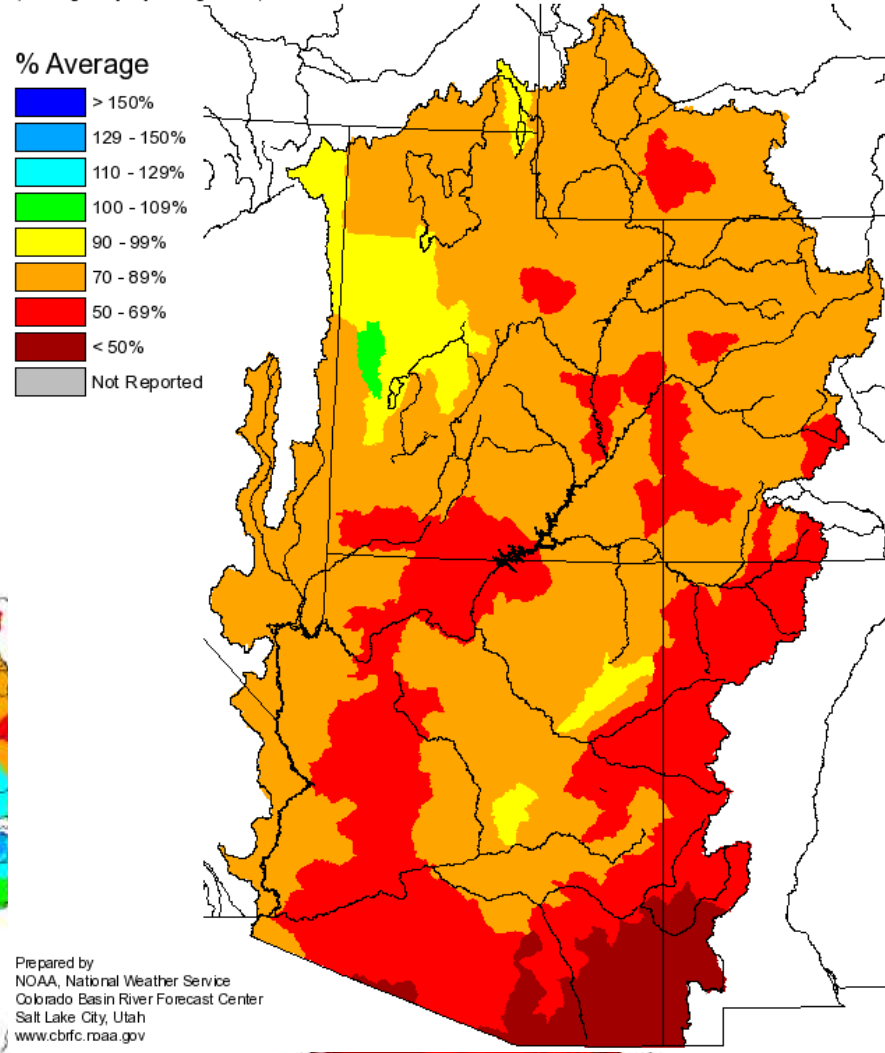 % Average
> 150%
129 - 150%
110 - 129%
100 - 109%
90 - 99%
70 - 89%
50 - 69%
< 50%
Not Reported
Prepared by
NOAA, National Weather Service
Colorado Basin River Forecast Center
Salt Lake City, Utah
www.cbrfc.noaa.gov